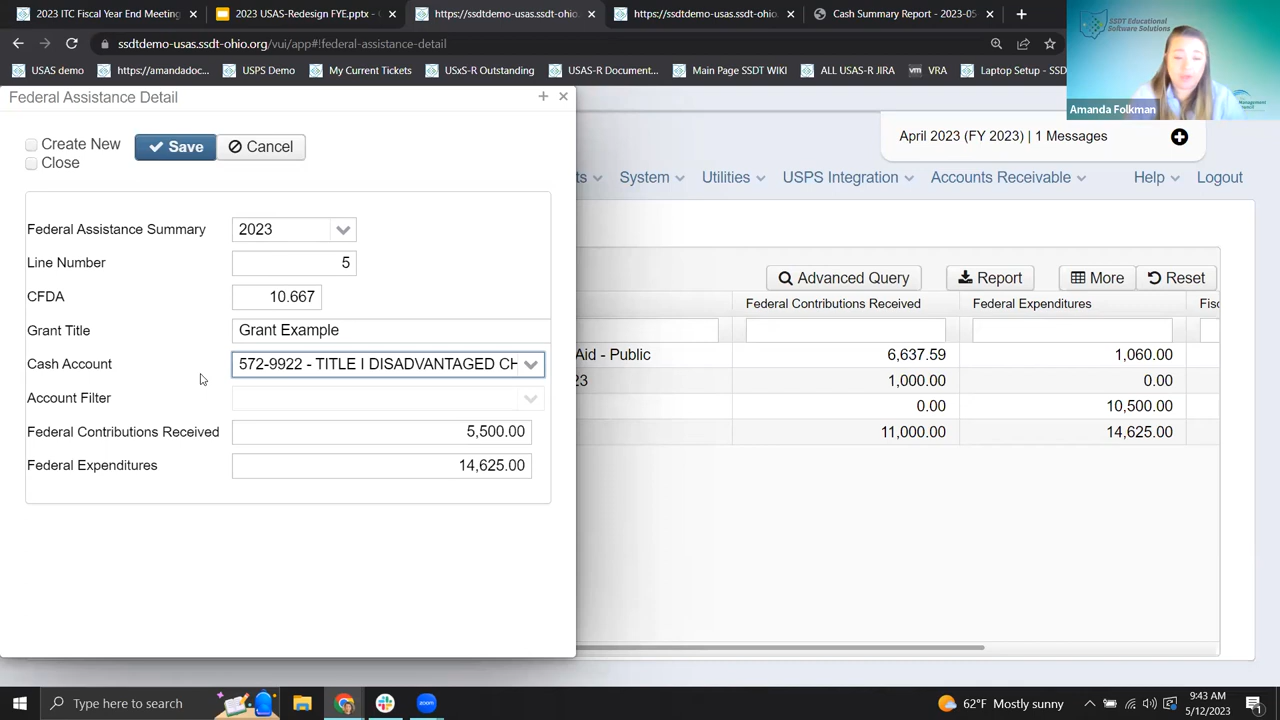 2023 ITC Fiscal Year End Meeting
2023 USAS-Redesign FYE.pptx - G
https://ssdtdemo-usas.ssdt-ohio.
https://ssdtdemo-usas.ssdt-ohio.
Cash Summary Report - 2023-05
ssdtdemo-usas.ssdt-ohio.org/vui/app#!federal-assistance-detail
USAS demo
https://amandadoc...
USPS Demo
My Current Tickets
USxS-R Outstanding
USAS-R Document...
Main Page SSDT WIKI
ALL USAS-R JIRA
VRA
Laptop Setup - SSD
SSDT Educational
Software Solutions
Management
Council
Amanda Folkman
Federal Assistance Detail
Create New
Close
Save
Cancel
April 2023 (FY 2023) | 1 Messages
ts
System
Utilities
USPS Integration
Accounts Receivable
Help
Logout
Federal Assistance Summary 2023
Line Number 5
CFDA 10.667
Grant Title Grant Example
Cash Account 572-9922 - TITLE I DISADVANTAGED CH
Account Filter
Federal Contributions Received 5,500.00
Federal Expenditures 14,625.00
Advanced Query
Report
More
Reset
Federal Contributions Received Federal Expenditures Fisc
Aid - Public 6,637.59 1,060.00
23 1,000.00 0.00
0.00 10,500.00
11,000.00 14,625.00
Type here to search
zoom
62°F Mostly sunny
9:43 AM
5/12/2023
1